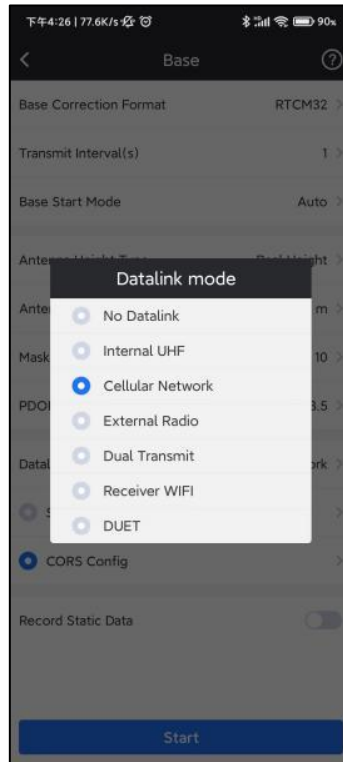 下午4:26 | 77.6K/s
90%
Base
Base Correction Format RTCM32
Transmit Interval(s) 1
Base Start Mode Auto
Datalink mode
No Datalink
Internal UHF
Cellular Network
External Radio
Dual Transmit
Receiver WIFI
DUET
m
Mask 10
CORS Config
Record Static Data
Start